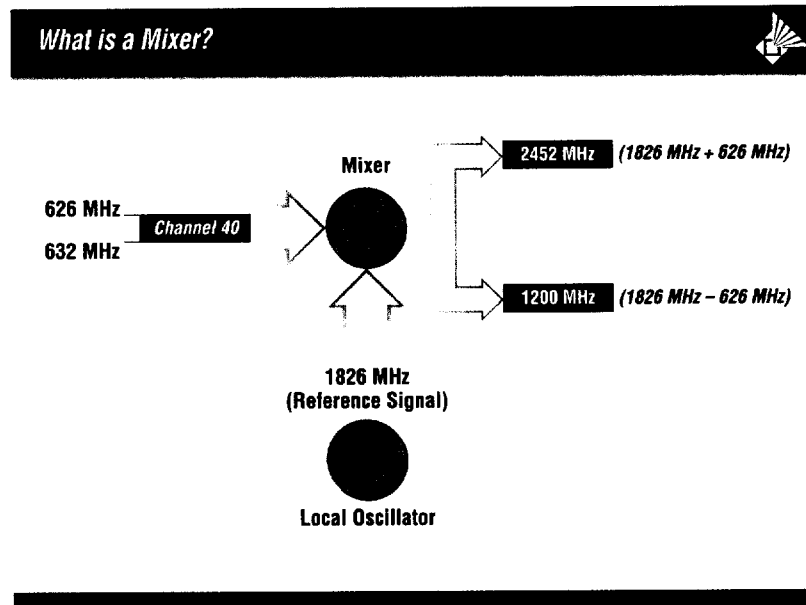 What is a Mixer?
Mixer
2452 MHz (1826 MHz + 626 MHz)
626 MHz
Channel 40
632 MHz
1200 MHz (1826 MHz – 626 MHz)
1826 MHz
(Reference Signal)
Local Oscillator